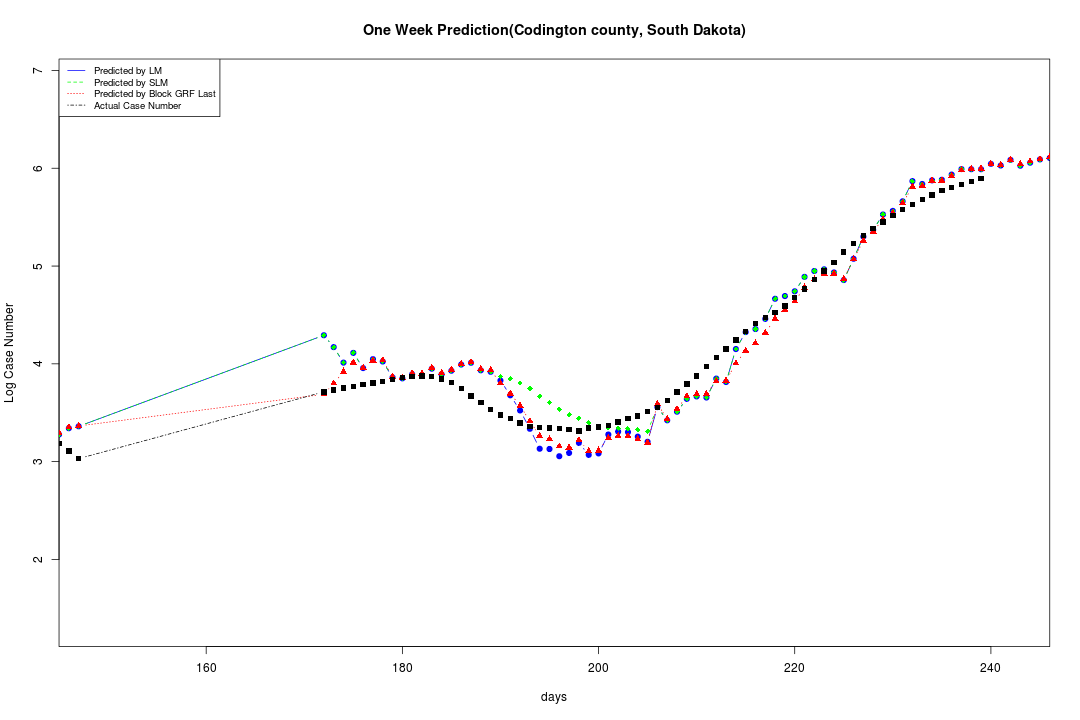 One Week Prediction(Codington county, South Dakota)
Predicted by LM
Predicted by SLM
Predicted by Block GRF Last
Actual Case Number
Log Case Number
7
6
5
4
3
2
160
180
200
220
240
days